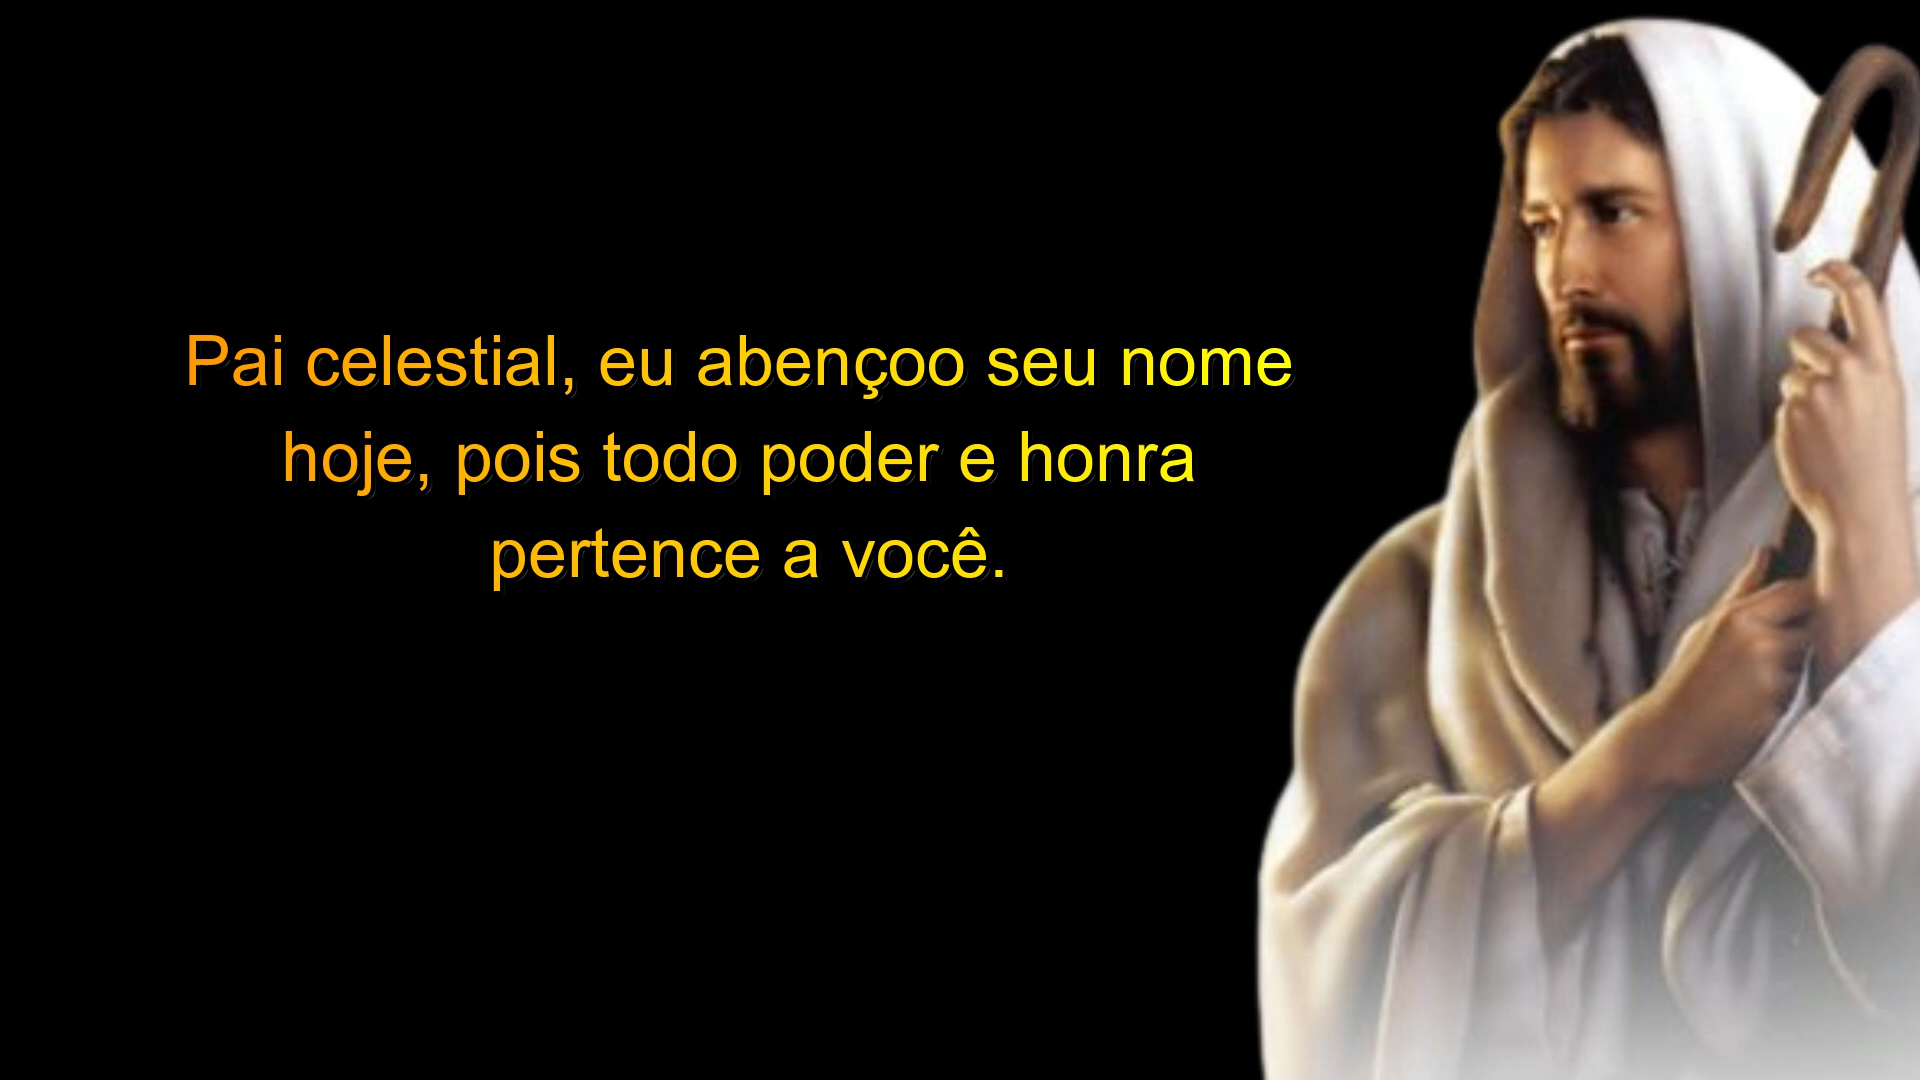 Pai celestial, eu abençoo seu nome
hoje, pois todo poder e honra
pertence a você.